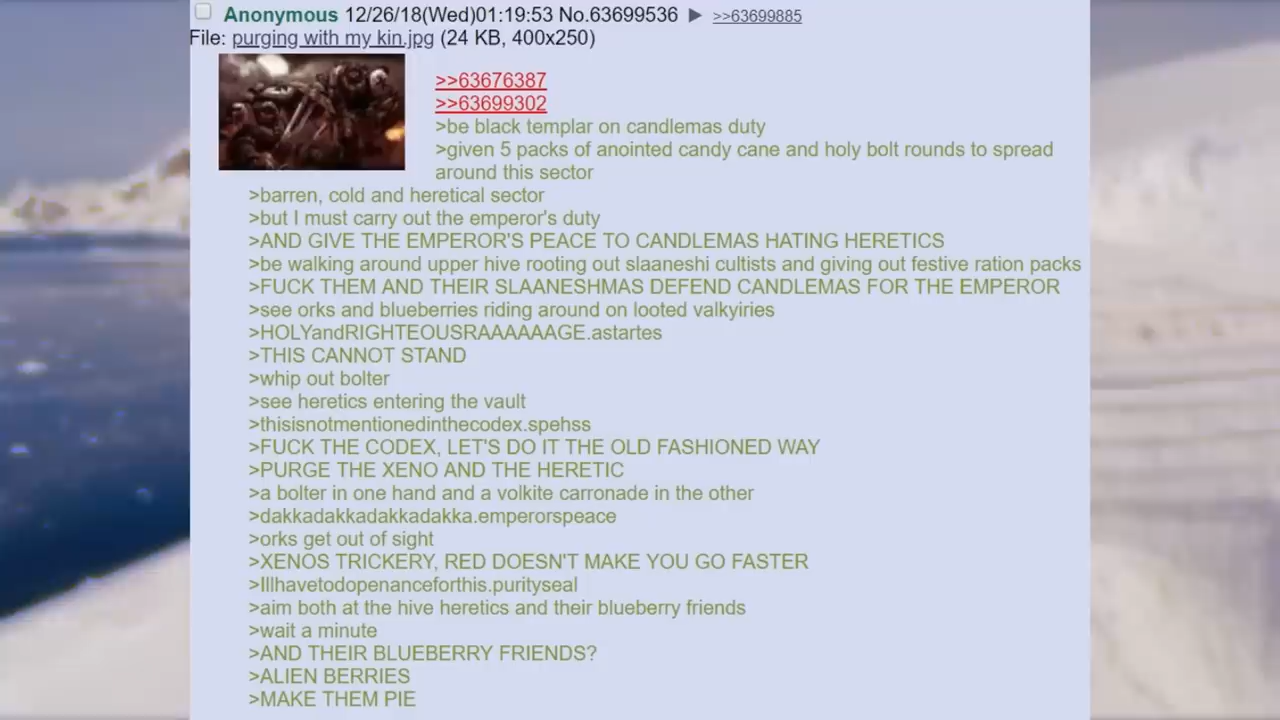 Anonymous 12/26/18(Wed)01:19:53 No.63699536 ▶ >>63699885
File: purging with my kin.jpg (24 KB, 400x250)
>>63676387
>>63699302
>be black templar on candlemas duty
>given 5 packs of anointed candy cane and holy bolt rounds to spread
around this sector
>barren, cold and heretical sector
>but I must carry out the emperor's duty
>AND GIVE THE EMPEROR'S PEACE TO CANDLEMAS HATING HERETICS
>be walking around upper hive rooting out slaaneshi cultists and giving out festive ration packs
>FUCK THEM AND THEIR SLAANESHMAS DEFEND CANDLEMAS FOR THE EMPEROR
>see orks and blueberries riding around on looted valkyiries
>HOLYandRIGHTEOUSRAAAAAAGE.astartes
>THIS CANNOT STAND
>whip out bolter
>see heretics entering the vault
>thisisnotmentionedinthecodex.spehss
>FUCK THE CODEX, LET'S DO IT THE OLD FASHIONED WAY
>PURGE THE XENO AND THE HERETIC
>a bolter in one hand and a volkite carronade in the other
>dakkadakkadakkadakka.emperorspeace
>orks get out of sight
>XENOS TRICKERY, RED DOESN'T MAKE YOU GO FASTER
>Illlhavetodopenanceforthis.purityseal
>aim both at the hive heretics and their blueberry friends
>wait a minute
>AND THEIR BLUEBERRY FRIENDS?
>ALIEN BERRIES
>MAKE THEM PIE